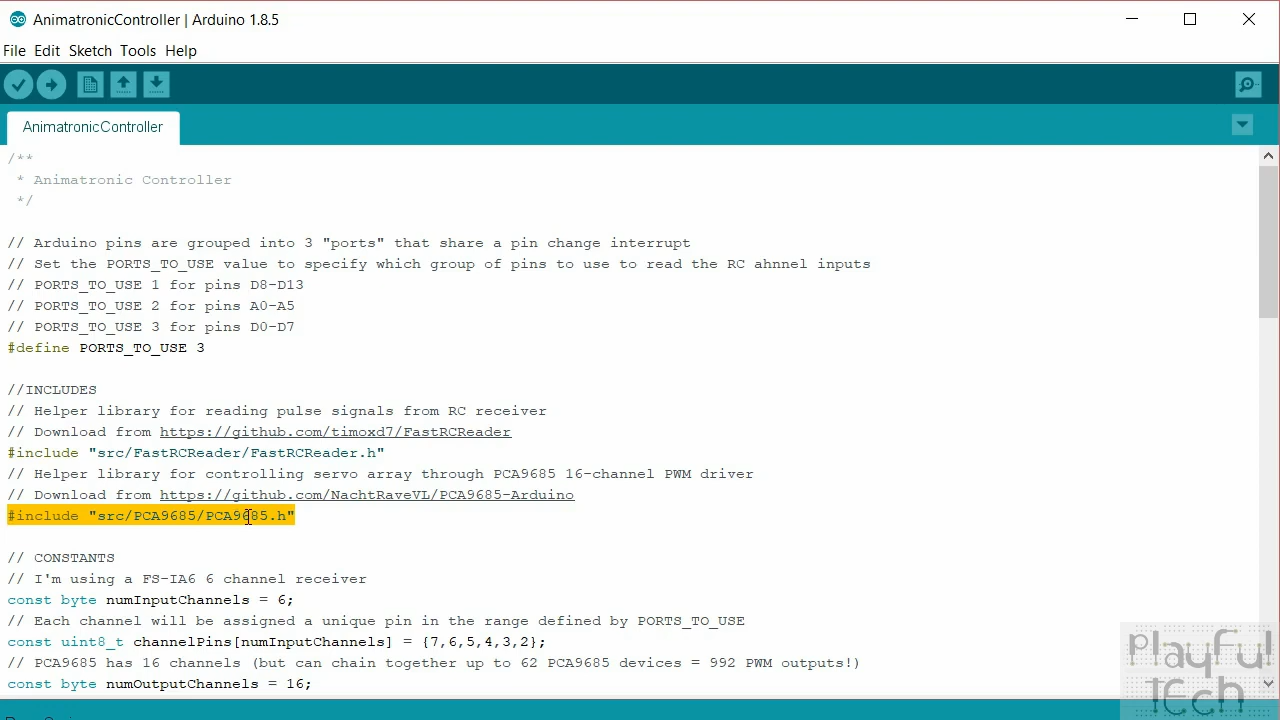 AnimatronicController | Arduino 1.8.5
File Edit Sketch Tools Help
AnimatronicController
/**
 * Animatronic Controller
 */
// Arduino pins are grouped into 3 "ports" that share a pin change interrupt
// Set the PORTS_TO_USE value to specify which group of pins to use to read the RC ahnnel inputs
// PORTS_TO_USE 1 for pins D8-D13
// PORTS_TO_USE 2 for pins A0-A5
// PORTS_TO_USE 3 for pins D0-D7
#define PORTS_TO_USE 3
//INCLUDES
// Helper library for reading pulse signals from RC receiver
// Download from https://github.com/timoxd7/FastRCReader
#include "src/FastRCReader/FastRCReader.h"
// Helper library for controlling servo array through PCA9685 16-channel PWM driver
// Download from https://github.com/NachtRaveVL/PCA9685-Arduino
#include "src/PCA9685/PCA9685.h"
// CONSTANTS
// I'm using a FS-IA6 6 channel receiver
const byte numInputChannels = 6;
// Each channel will be assigned a unique pin in the range defined by PORTS_TO_USE
const uint8_t channelPins[numInputChannels] = {7,6,5,4,3,2};
// PCA9685 has 16 channels (but can chain together up to 62 PCA9685 devices = 992 PWM outputs!)
const byte numOutputChannels = 16;
Playful
tEch